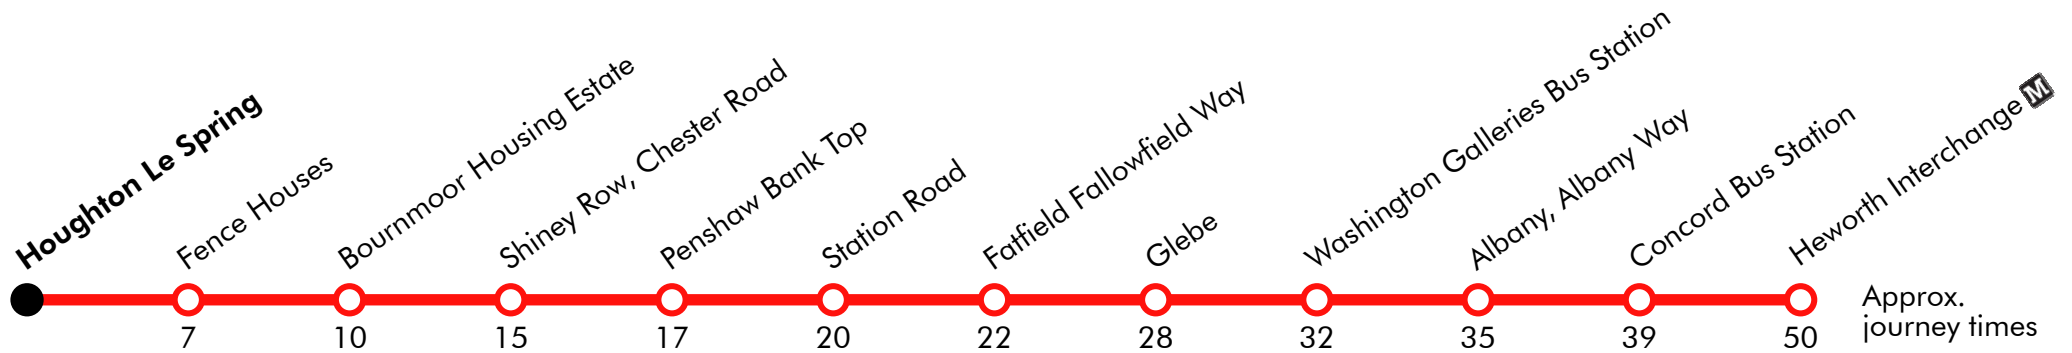 Houghton Le Spring
Fence Houses
Bournmoor Housing Estate
Shiney Row, Chester Road
Penshaw Bank Top
Station Road
Fatfield Fallowfield Way
Glebe
Washington Galleries Bus Station
Albany, Albany Way
Concord Bus Station
Heworth Interchange M
7 10 15 17 20 22 28 32 35 39 50
Approx.
journey times